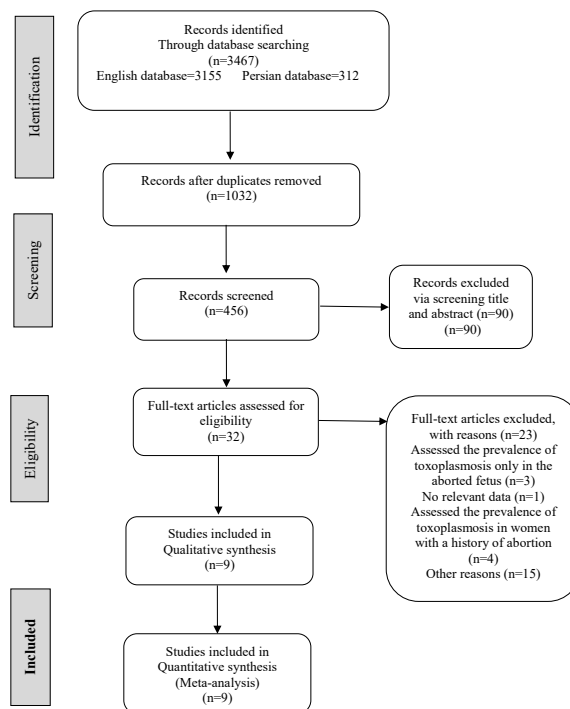 Identification
Records identified
Through database searching
(n=3467)
English database=3155 Persian database=312
Records after duplicates removed
(n=1032)
Screening
Records screened
(n=456)
Records excluded
via screening title
and abstract (n=90)
(n=90)
Eligibility
Full-text articles assessed for
eligibility
(n=32)
Full-text articles excluded,
with reasons (n=23)
Assessed the prevalence of
toxoplasmosis only in the
aborted fetus (n=3)
No relevant data (n=1)
Assessed the prevalence of
toxoplasmosis in women
with a history of abortion
(n=4)
Other reasons (n=15)
Studies included in
Qualitative synthesis
(n=9)
Included
Studies included in
Quantitative synthesis
(Meta-analysis)
(n=9)